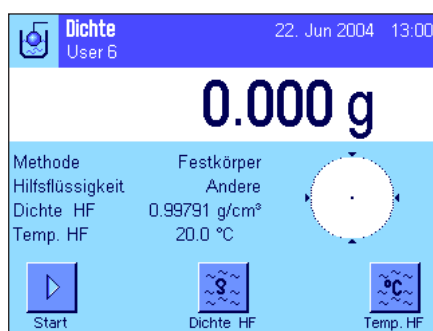 Dichte 22. Jun 2004 13:00
User 6
0.000 g
Methode Festkörper
Hilfsflüssigkeit Andere
Dichte HF 0.99791 g/cm³
Temp. HF 20.0 °C
°C
Start Dichte HF Temp. HF